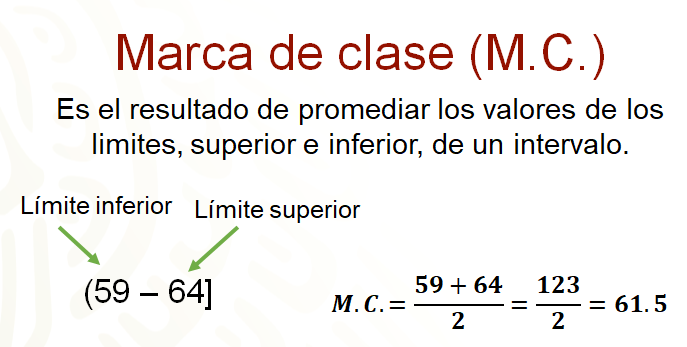 Marca de clase (M.C.)
Es el resultado de promediar los valores de los
limites, superior e inferior, de un intervalo.
Límite inferior
Límite superior
(59 – 64]
M.C. = 59 + 64 / 2 = 123 / 2 = 61.5